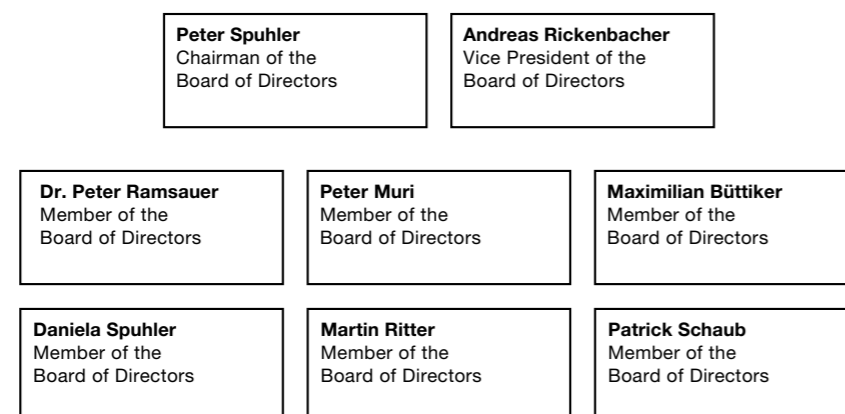 Peter Spuhler
Chairman of the
Board of Directors
Andreas Rickenbacher
Vice President of the
Board of Directors
Dr. Peter Ramsauer
Member of the
Board of Directors
Peter Muri
Member of the
Board of Directors
Maximilian Büttiker
Member of the
Board of Directors
Daniela Spuhler
Member of the
Board of Directors
Martin Ritter
Member of the
Board of Directors
Patrick Schaub
Member of the
Board of Directors